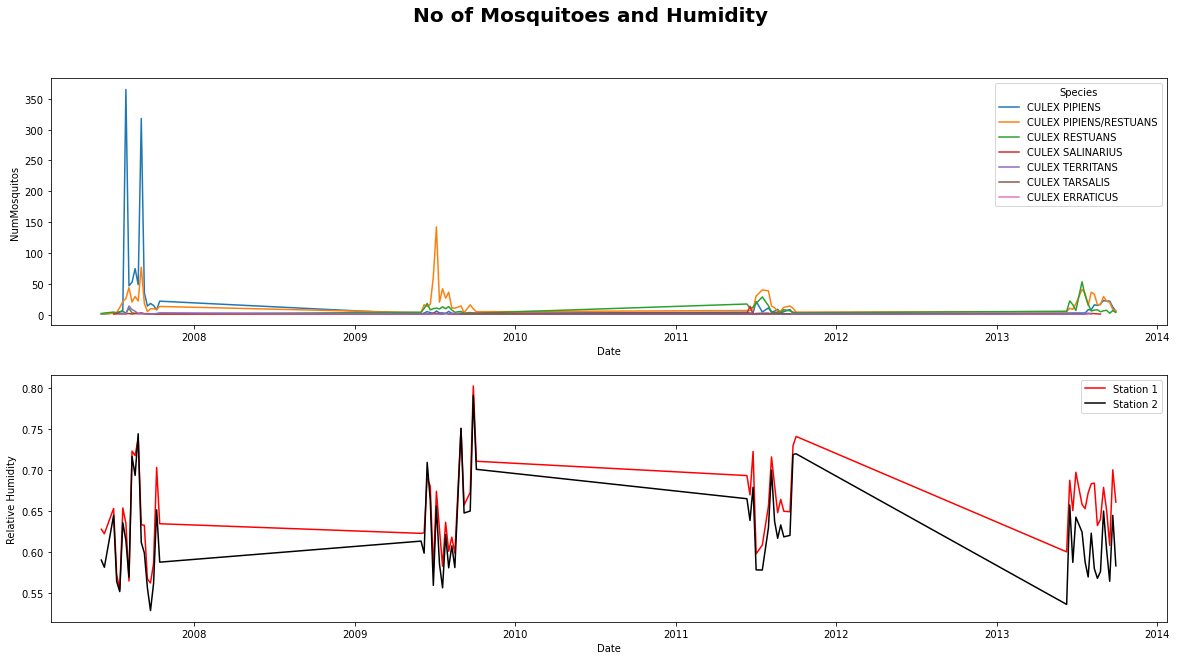 No of Mosquitoes and Humidity
Species
CULEX PIPIENS
CULEX PIPIENS/RESTUANS
CULEX RESTUANS
CULEX SALINARIUS
CULEX TERRITANS
CULEX TARSALIS
CULEX ERRATICUS
NumMosquitos
350
300
250
200
150
100
50
0
2008 2009 2010 2011 2012 2013 2014
Date
Station 1
Station 2
Relative Humidity
0.80
0.75
0.70
0.65
0.60
0.55
2008 2009 2010 2011 2012 2013 2014
Date